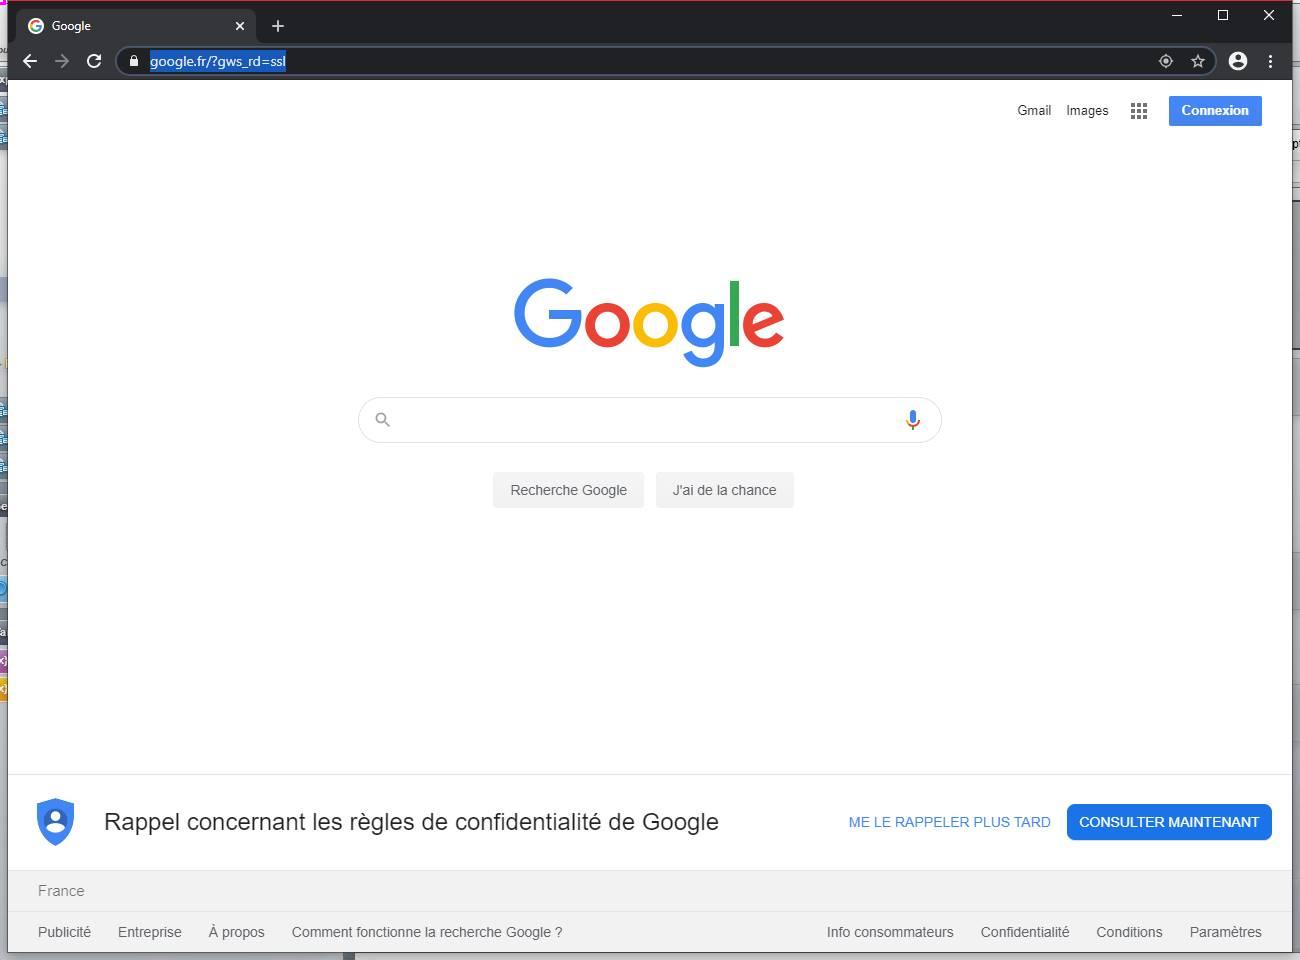 Google
google.fr/?gws_rd=ssl
Gmail Images Connexion
Google
Recherche Google J'ai de la chance
Rappel concernant les règles de confidentialité de Google ME LE RAPPELER PLUS TARD CONSULTER MAINTENANT
France
Publicité Entreprise À propos Comment fonctionne la recherche Google ? Info consommateurs Confidentialité Conditions Paramètres